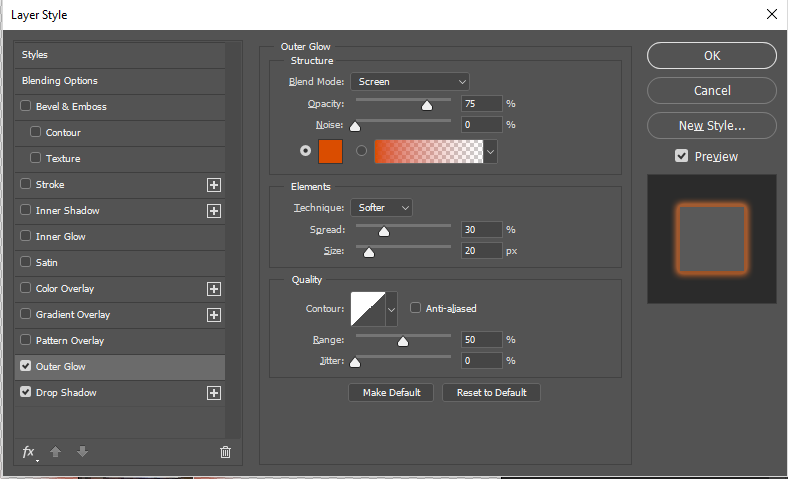 Layer Style
Styles
Blending Options
Bevel & Emboss
Contour
Texture
Stroke
Inner Shadow
Inner Glow
Satin
Color Overlay
Gradient Overlay
Pattern Overlay
Outer Glow
Drop Shadow
fx
Outer Glow
Structure
Blend Mode: Screen
Opacity: 75 %
Noise: 0 %
Elements
Technique: Softer
Spread: 30 %
Size: 20 px
Quality
Contour: Anti-aliased
Range: 50 %
Jitter: 0 %
Make Default Reset to Default
OK
Cancel
New Style...
Preview